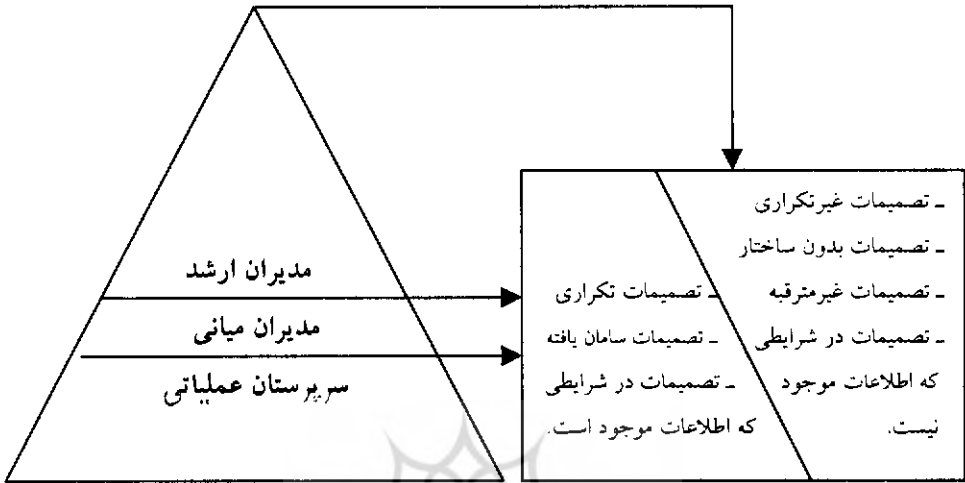 مدیران ارشد
مدیران میانی
سرپرستان عملیاتی
ـ تصمیمات غیرتکراری
ـ تصمیمات بدون ساختار
ـ تصمیمات غیرمترقبه
ـ تصمیمات در شرایطی
که اطلاعات موجود
نیست.
ـ تصمیمات تکراری
ـ تصمیمات سامان یافته
ـ تصمیمات در شرایطی
که اطلاعات موجود است.